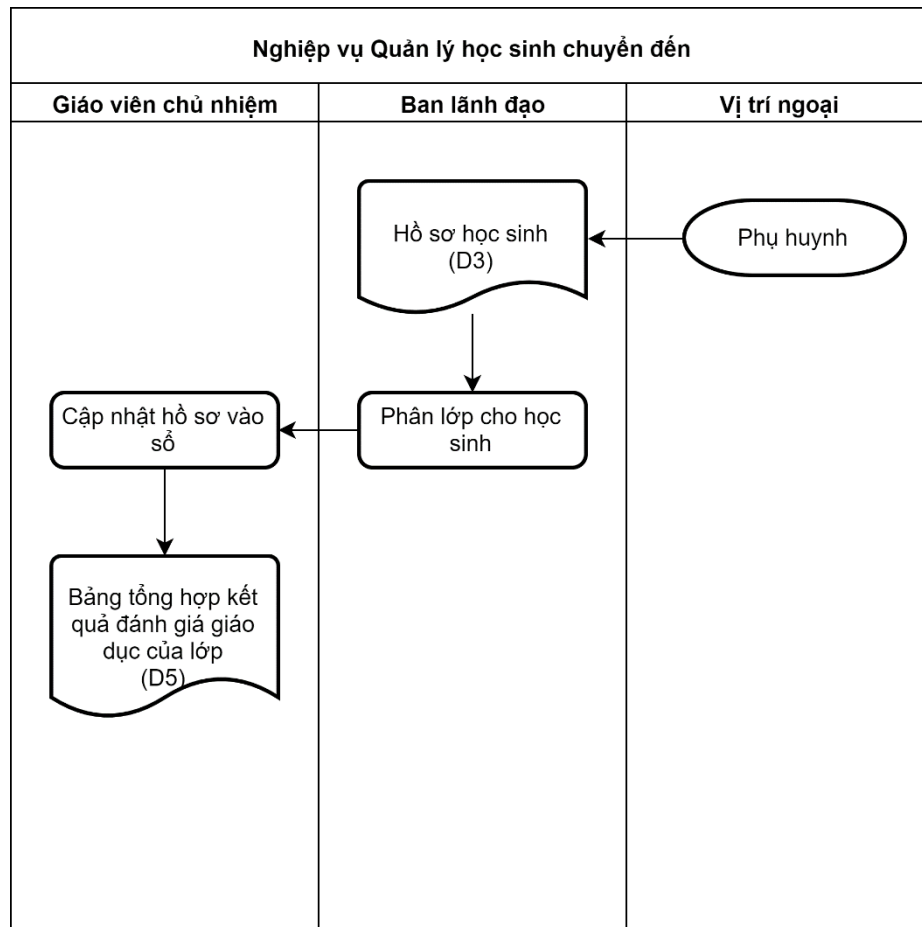 Nghiệp vụ Quản lý học sinh chuyển đến
Giáo viên chủ nhiệm
Ban lãnh đạo
Vị trí ngoại
Hồ sơ học sinh
(D3)
Phụ huynh
Cập nhật hồ sơ vào
sổ
Phân lớp cho học
sinh
Bảng tổng hợp kết
quả đánh giá giáo
dục của lớp
(D5)